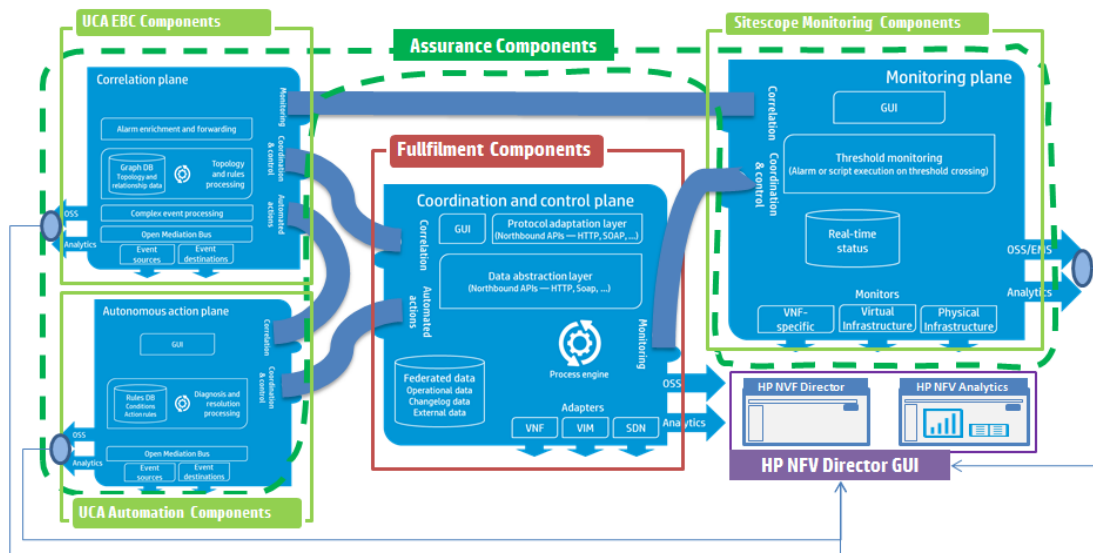 UCA EBC Components
Correlation plane
Alarm enrichment and forwarding
Graph DB
Topology and
relationship data
Topology
and rules
processing
Complex event processing
Open Mediation Bus
Event
sources
Event
destinations
OSS
Analytics
Monitoring
Coordination
& control
Automated
actions
Assurance Components
Sitescope Monitoring Components
Monitoring plane
GUI
Correlation
Coordination
& control
Threshold monitoring
(Alarm or script execution on threshold crossing)
Real-time
status
OSS/EMS
Analytics
Monitors
VNF-
specific
Virtual
Infrastructure
Physical
Infrastructure
Fullfilment Components
Coordination and control plane
Correlation
Automated
actions
GUI
Protocol adaptation layer
(Northbound APIs — HTTP, SOAP, ...)
Data abstraction layer
(Northbound APIs — HTTP, Soap, ...)
Monitoring
Process engine
Federated data
Operational data
Changelog data
External data
Adapters
VNF
VIM
SDN
OSS
Analytics
Autonomous action plane
GUI
Correlation
Coordination
& control
Rules DB
Conditions
Action rules
Diagnosis and
resolution
processing
OSS
Analytics
Open Mediation Bus
Event
sources
Event
destinations
UCA Automation Components
HP NVF Director
HP NFV Analytics
HP NFV Director GUI